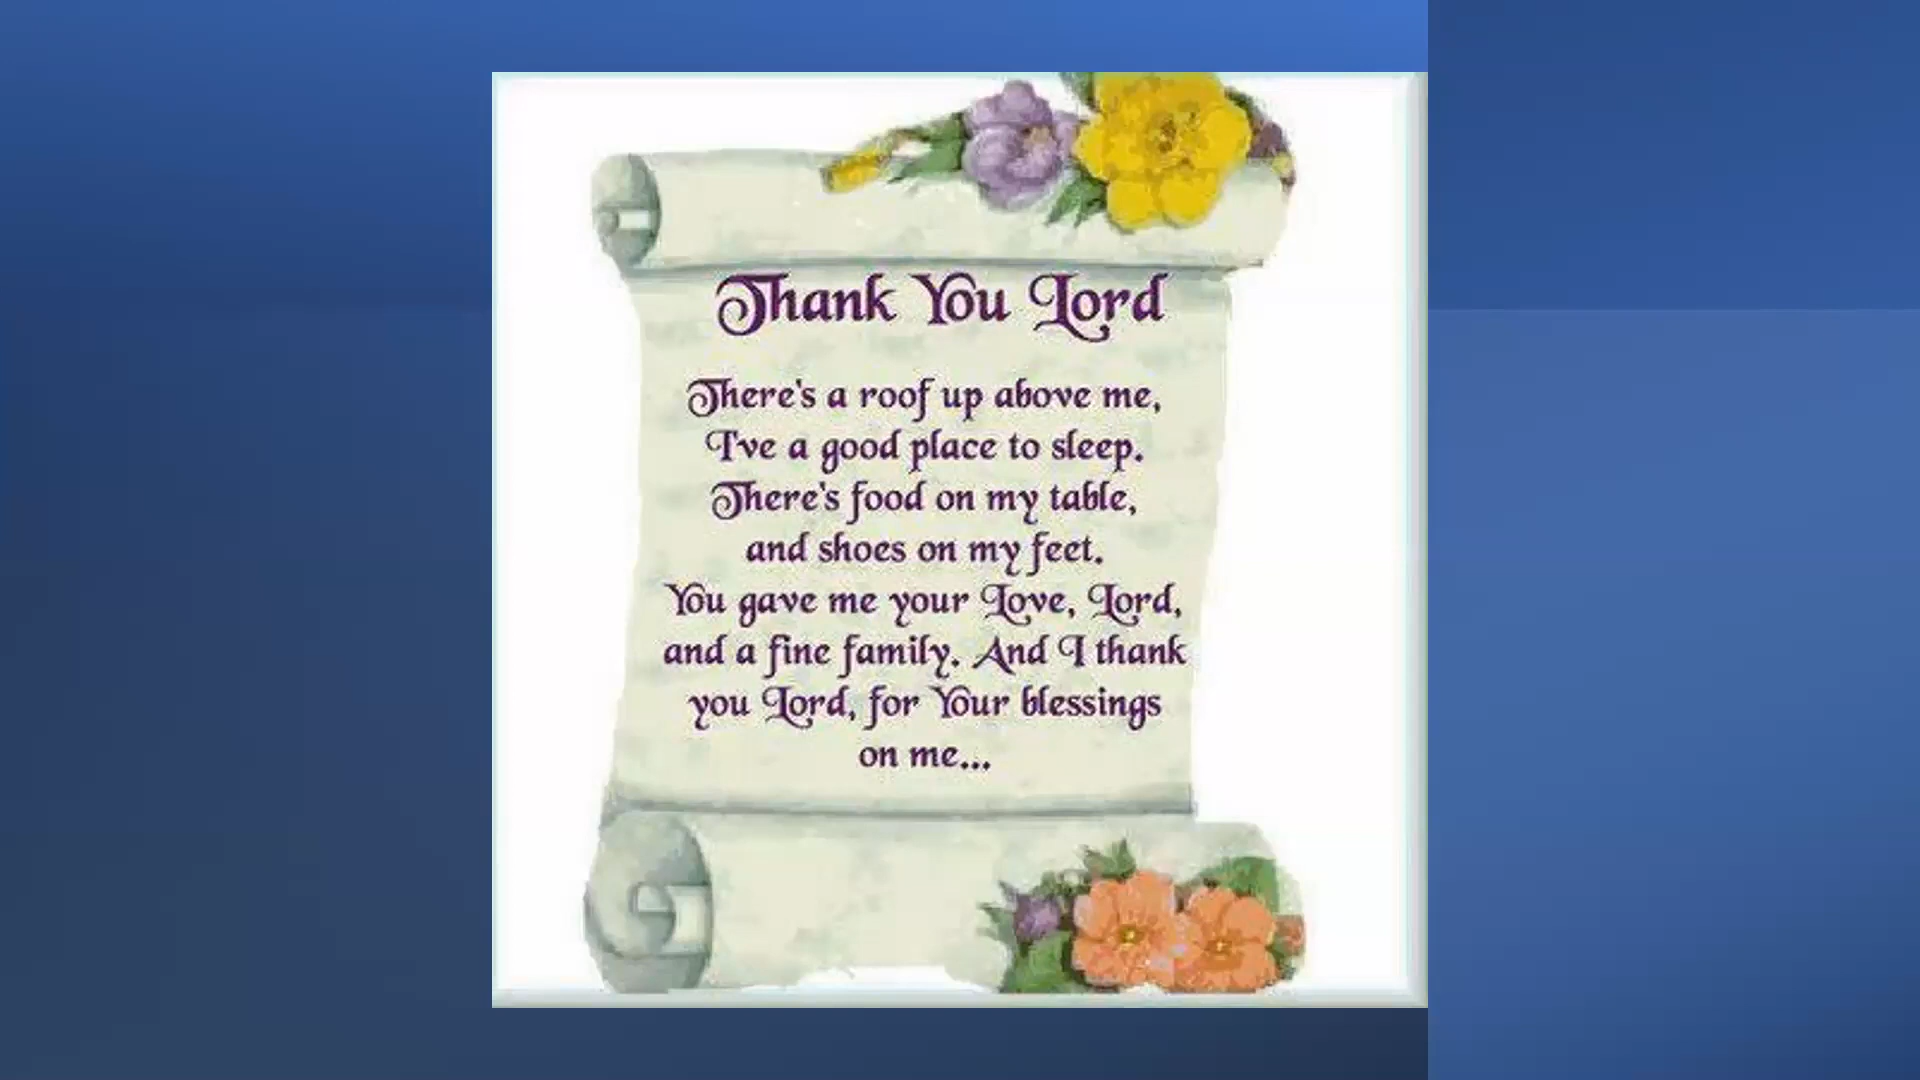 Thank You Lord
There's a roof up above me,
I've a good place to sleep.
There's food on my table,
and shoes on my feet.
You gave me your Love, Lord,
and a fine family. And I thank
you Lord, for Your blessings
on me...